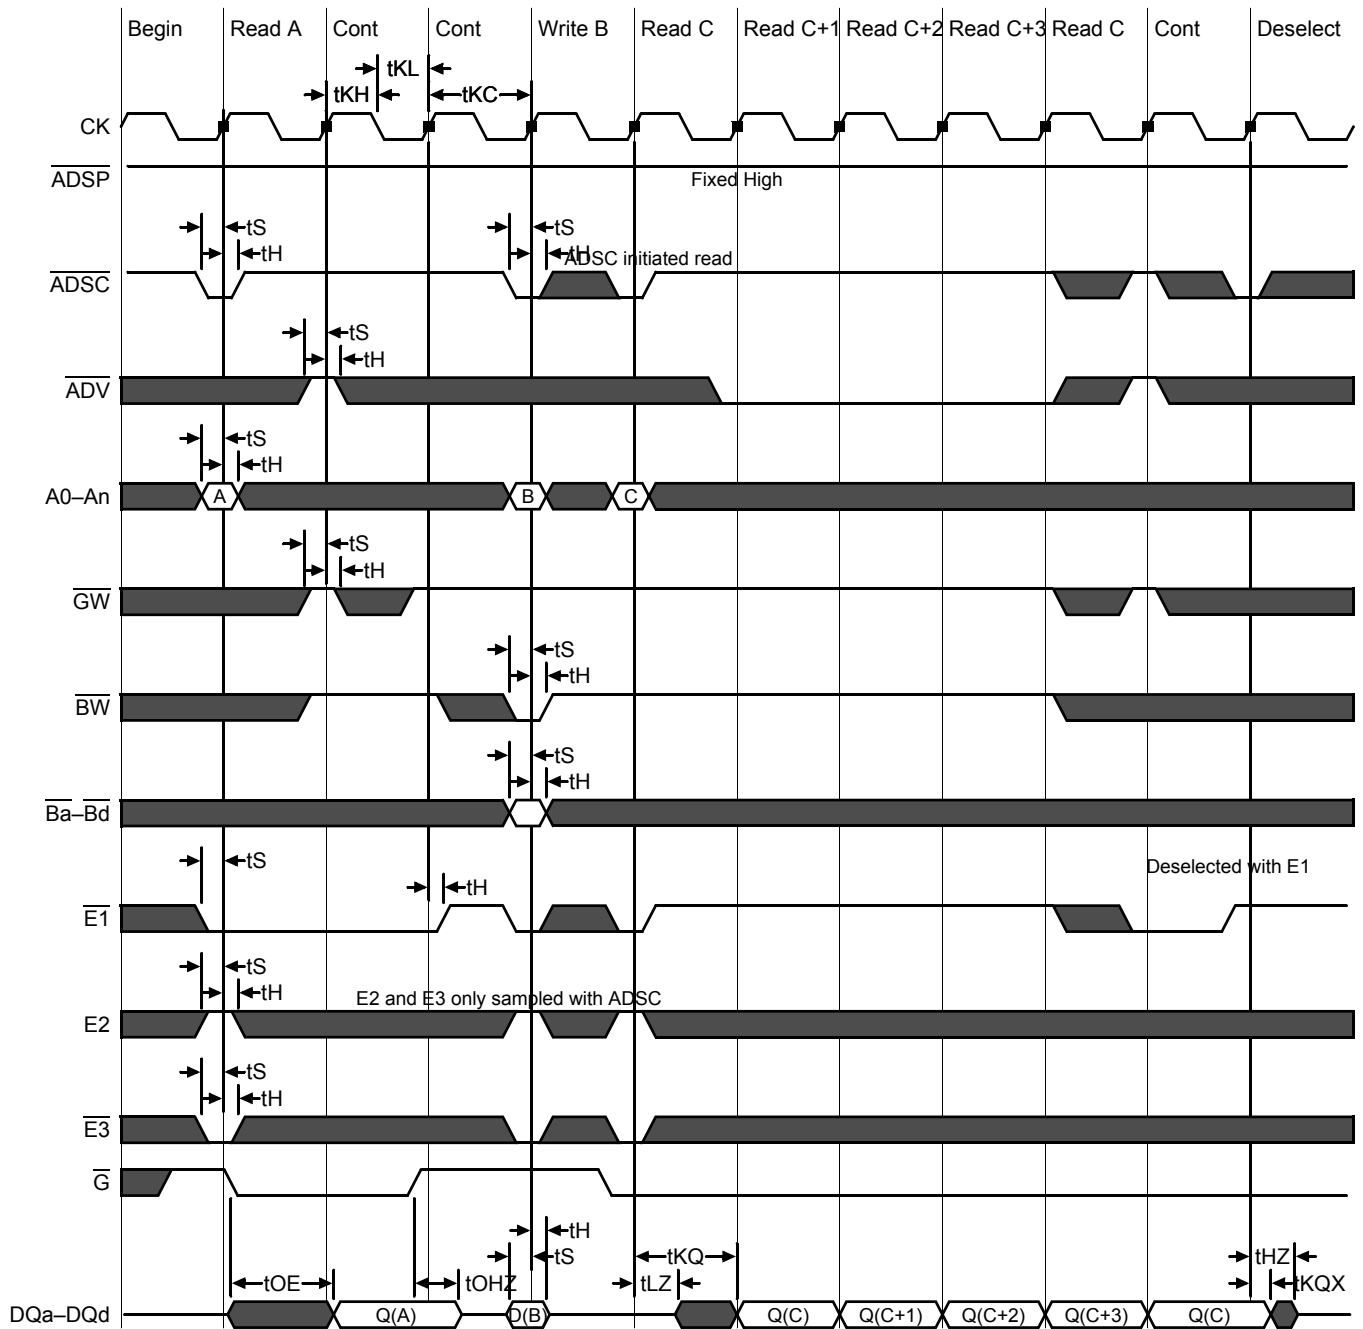 Begin Read A Cont Cont Write B Read C Read C+1 Read C+2 Read C+3 Read C Cont Deselect
tKL
tKH tKC
CK
ADSP
Fixed High
tS tS
tH tH
ADSC initiated read
ADSC
tS
tH
ADV
tS
tH
A0–An A B C
tS
tH
GW
tS
tH
BW
tS
tH
Ba–Bd
tS
Deselected with E1
tH
E1
tS
tH
E2 and E3 only sampled with ADSC
E2
tS
tH
E3
G
tH
tS tKQ tHZ
tOE tOHZ tLZ tKQX
DQa–DQd Q(A) D(B) Q(C) Q(C+1) Q(C+2) Q(C+3) Q(C)